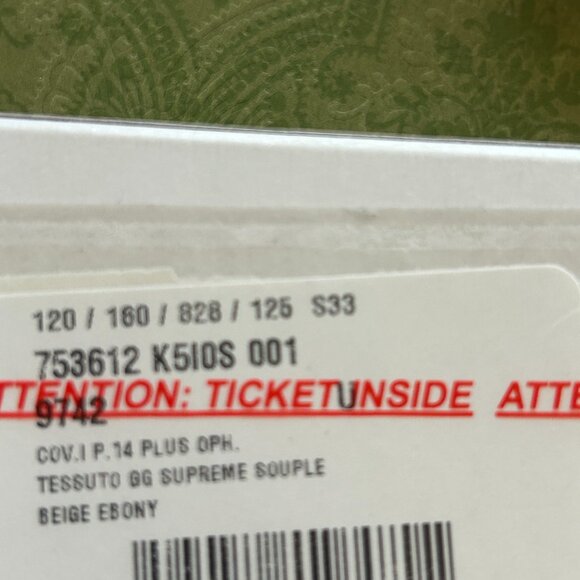 120 / 160 / 828 / 125 S33
753612 K5I0S 001
TTENTION: TICKET INSIDE ATTE
9742 U
COV.I P.14 PLUS OPH.
TESSUTO GG SUPREME SOUPLE
BEIGE EBONY